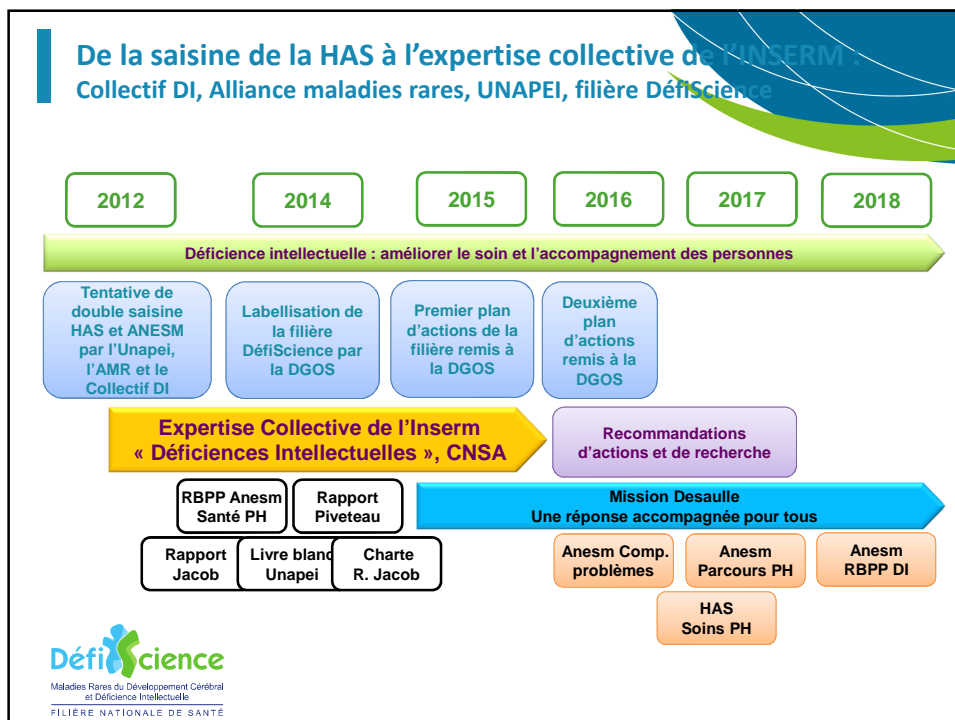 De la saisine de la HAS à l’expertise collective de l’INSERM :
Collectif DI, Alliance maladies rares, UNAPEI, filière DéfiScience
2012
2014
2015
2016
2017
2018
Déficience intellectuelle : améliorer le soin et l’accompagnement des personnes
Tentative de
double saisine
HAS et ANESM
par l’Unapei,
l’AMR et le
Collectif DI
Labellisation de
la filière
DéfiScience par
la DGOS
Premier plan
d’actions de la
filière remis à
la DGOS
Deuxième
plan
d’actions
remis à la
DGOS
Expertise Collective de l’Inserm
« Déficiences Intellectuelles », CNSA
Recommandations
d’actions et de recherche
RBPP Anesm
Santé PH
Rapport
Piveteau
Mission Desaulle
Une réponse accompagnée pour tous
Rapport
Jacob
Livre blanc
Unapei
Charte
R. Jacob
Anesm Comp.
problèmes
Anesm
Parcours PH
Anesm
RBPP DI
HAS
Soins PH
DéfiScience
Maladies Rares du Développement Cérébral
et Déficience Intellectuelle
FILIÈRE NATIONALE DE SANTÉ